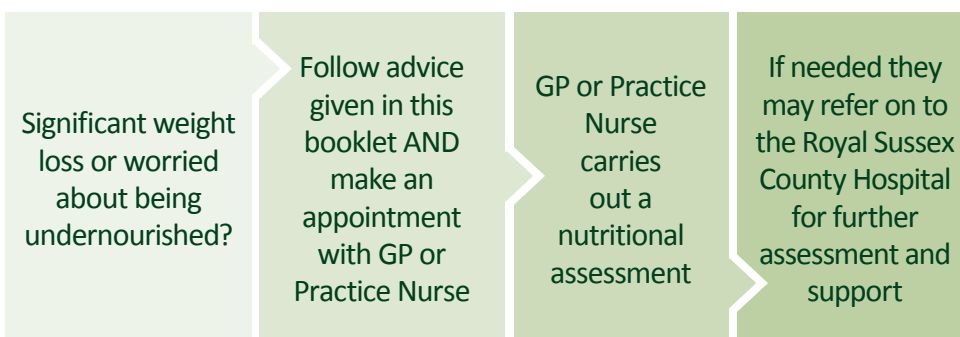 Significant weight
loss or worried
about being
undernourished?
Follow advice
given in this
booklet AND
make an
appointment
with GP or
Practice Nurse
GP or Practice
Nurse
carries
out a
nutritional
assessment
If needed they
may refer on to
the Royal Sussex
County Hospital
for further
assessment and
support